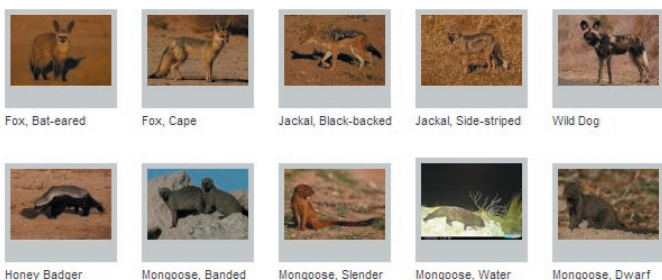 Fox, Bat-eared
Fox, Cape
Jackal, Black-backed
Jackal, Side-striped
Wild Dog
Honey Badger
Mongoose, Banded
Mongoose, Slender
Mongoose, Water
Mongoose, Dwarf